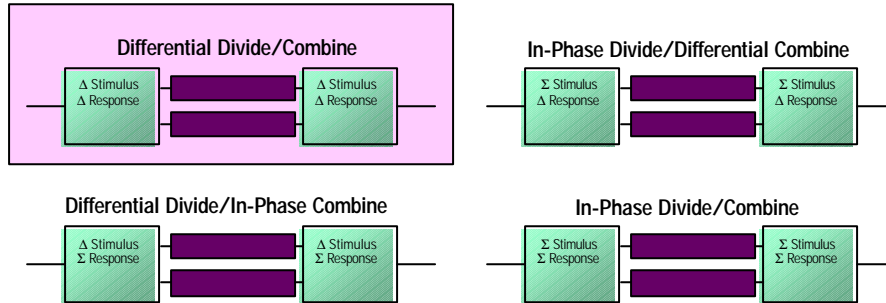 Differential Divide/Combine
Δ Stimulus
Δ Response
Δ Stimulus
Δ Response
In-Phase Divide/Differential Combine
Σ Stimulus
Δ Response
Σ Stimulus
Δ Response
Differential Divide/In-Phase Combine
Δ Stimulus
Σ Response
Δ Stimulus
Σ Response
In-Phase Divide/Combine
Σ Stimulus
Σ Response
Σ Stimulus
Σ Response